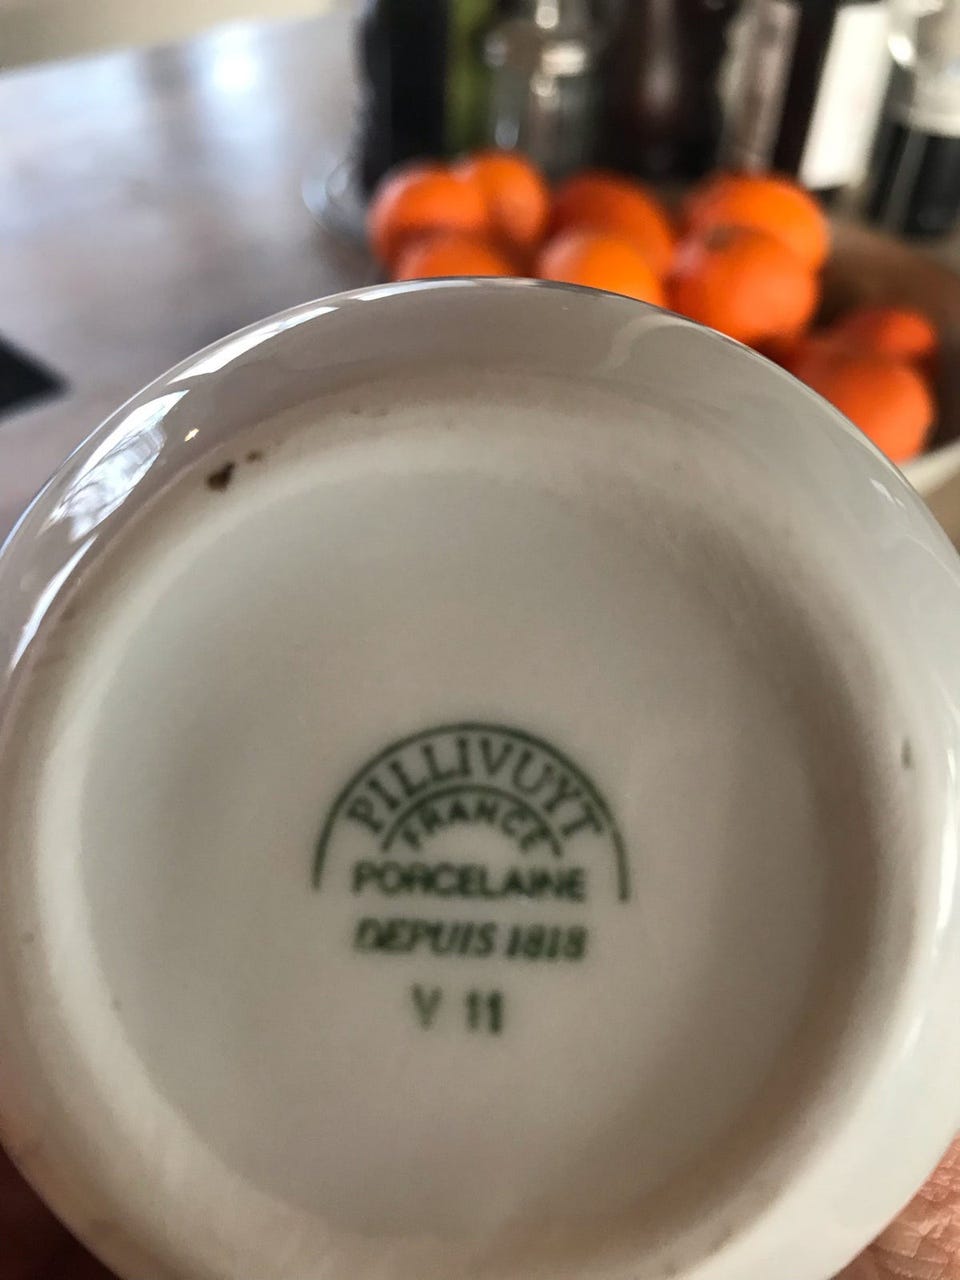 PILLIVUYT
FRANCE
PORCELAINE
DEPUIS 1818
V 11